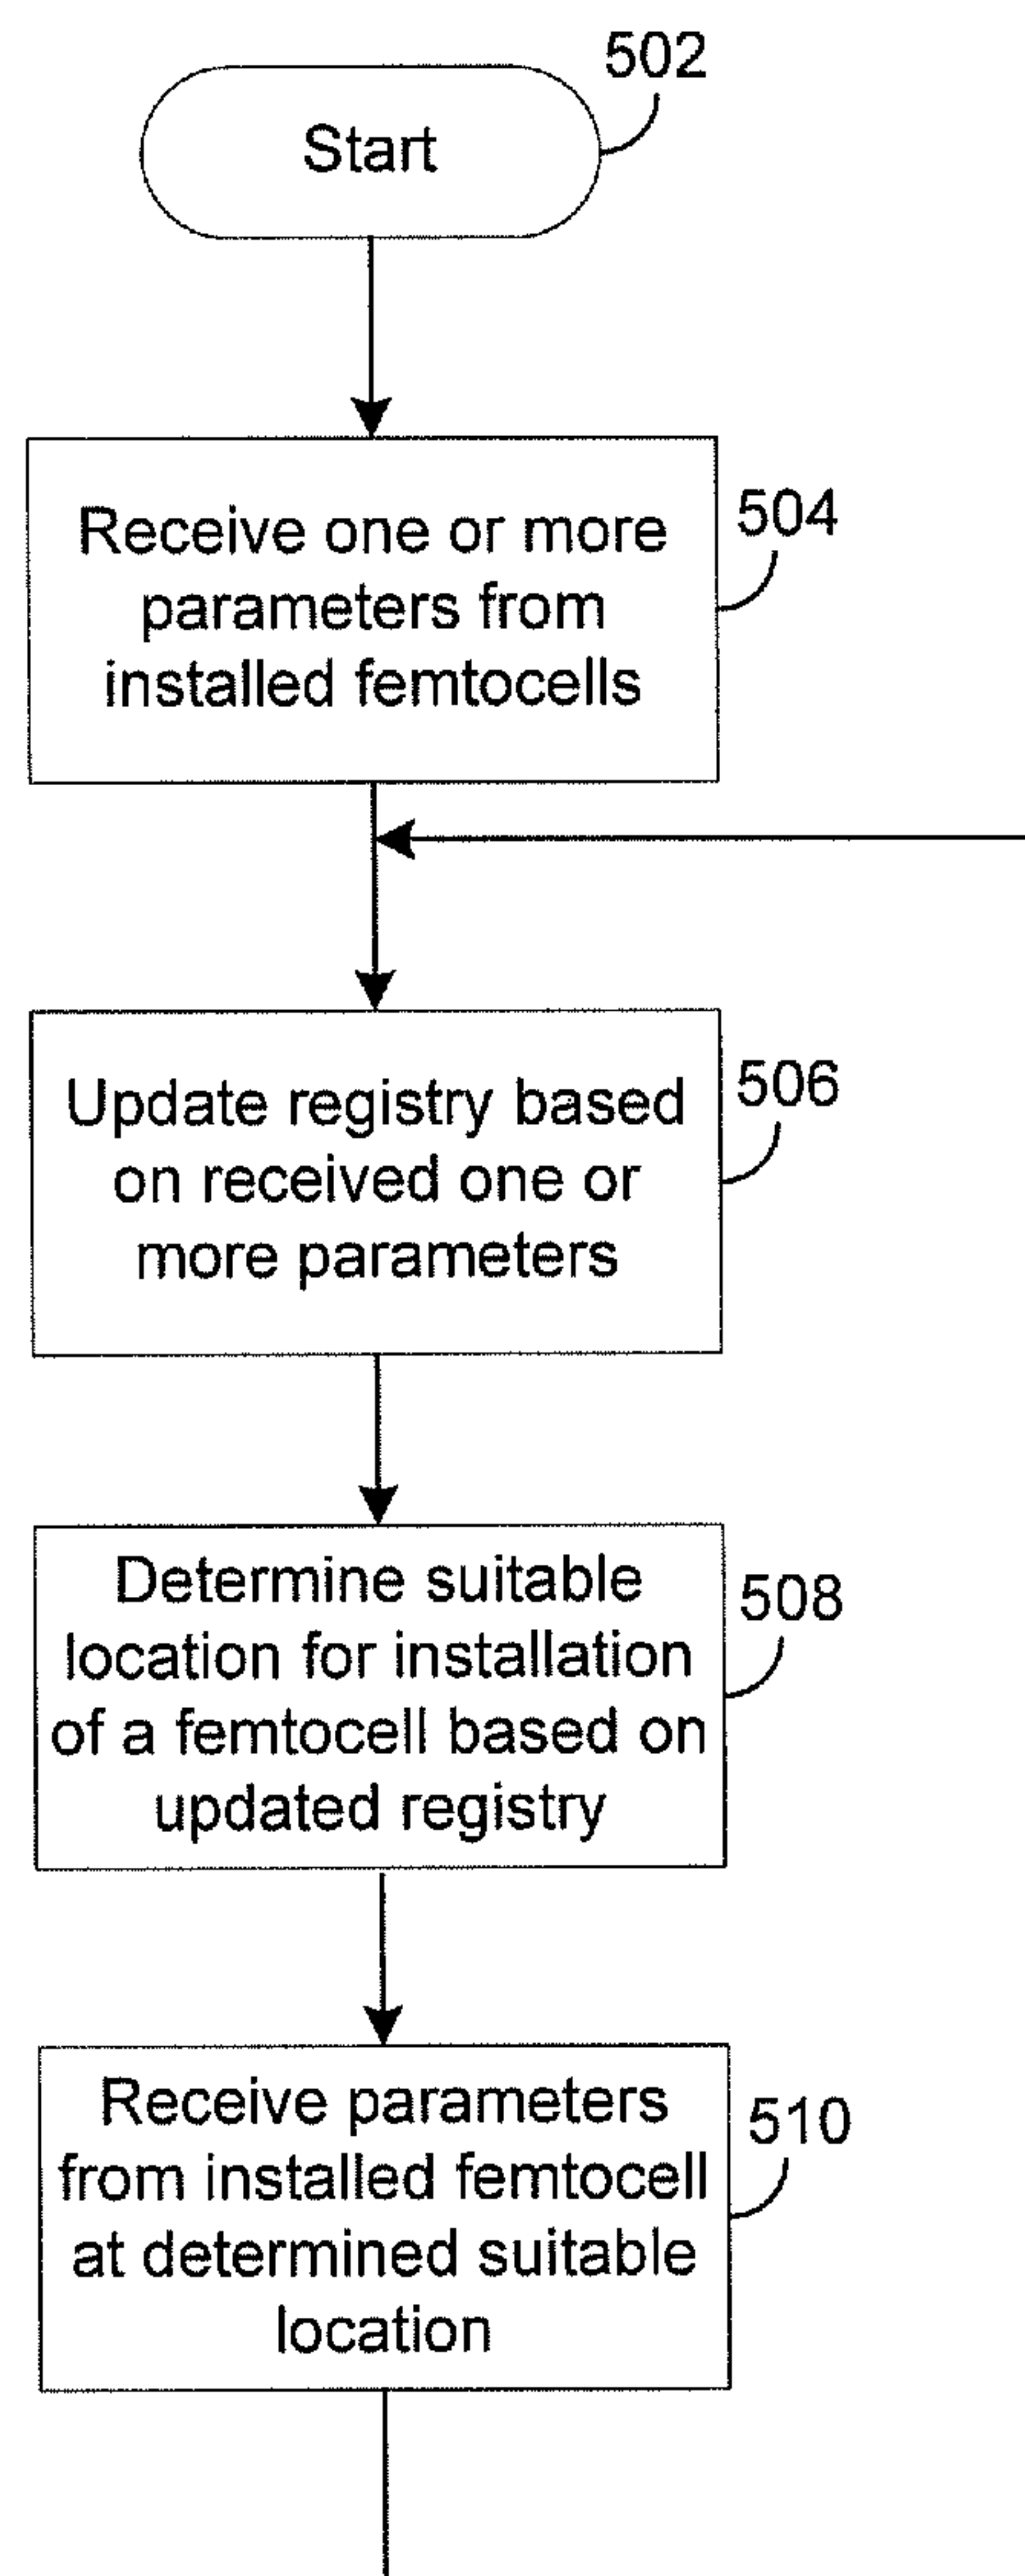 502
Start
504
Receive one or more
parameters from
installed femtocells
506
Update registry based
on received one or
more parameters
508
Determine suitable
location for installation
of a femtocell based on
updated registry
510
Receive parameters
from installed femtocell
at determined suitable
location